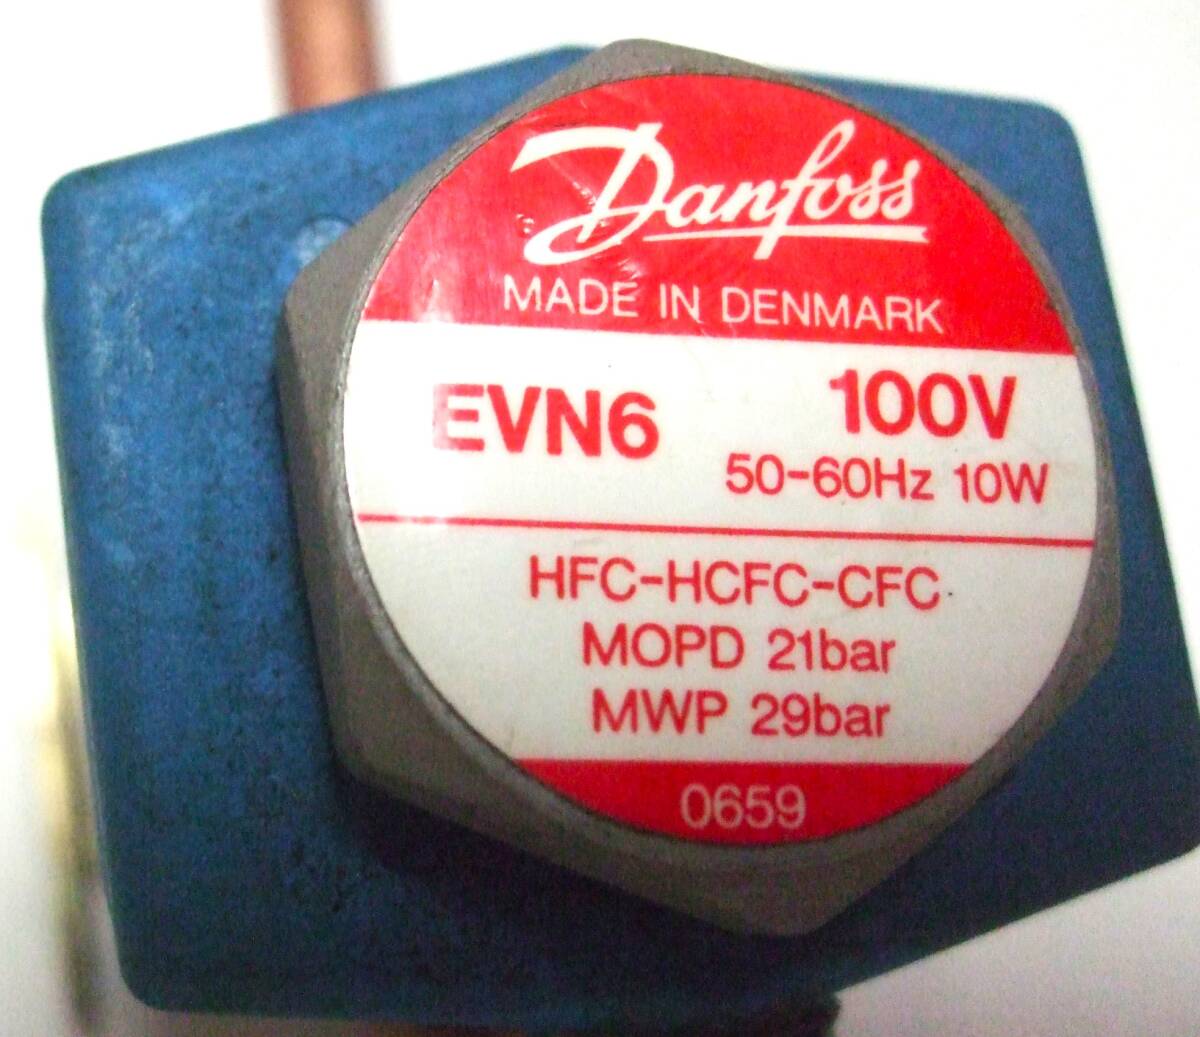 Danfoss
MADE IN DENMARK
EVN6 100V
50-60Hz 10W
HFC-HCFC-CFC
MOPD 21bar
MWP 29bar
0659